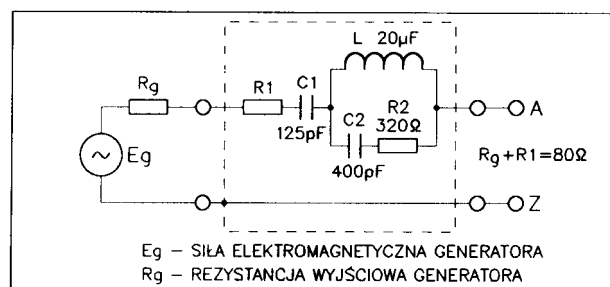 L 20µF
Rg R1 C1
R2
125pF 320Ω
C2
A
Eg
400pF
Rg+R1=80Ω
Z
Eg – SIŁA ELEKTROMAGNETYCZNA GENERATORA
Rg – REZYSTANCJA WYJŚCIOWA GENERATORA